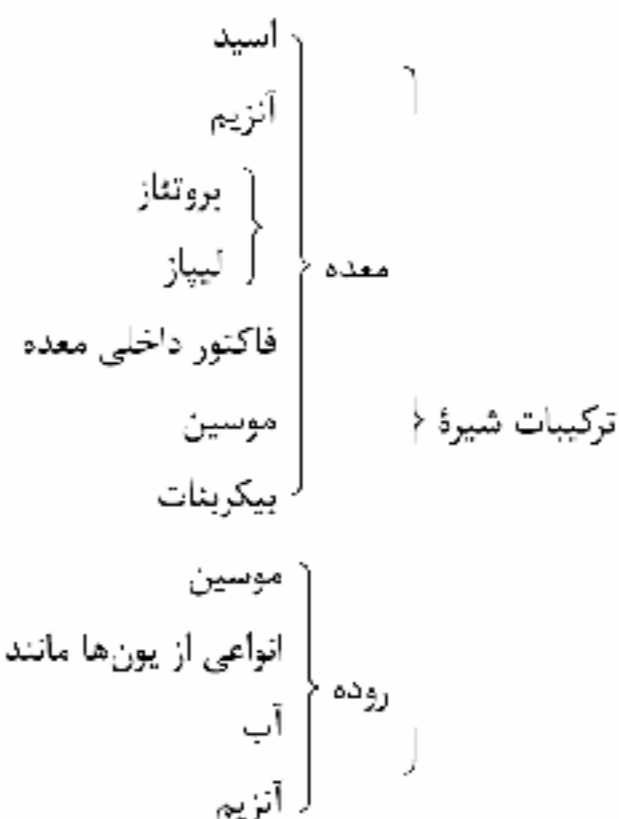 اسید
آنزیم
پروتئاز
لیپاز
معده
فاکتور داخلی معده
موسین
ترکیبات شیرهٔ
بیکربنات
موسین
انواعی از یون‌ها مانند
روده
آب
آنزیم